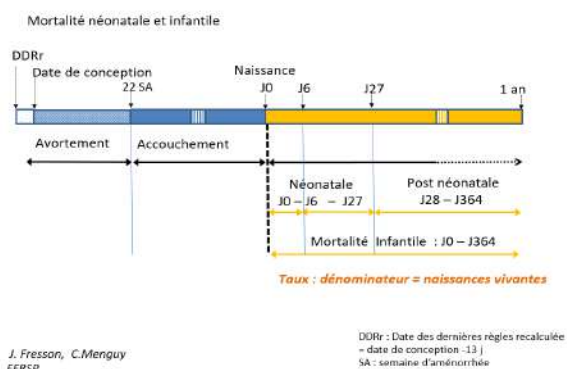 Mortalité néonatale et infantile
DDRr
Date de conception
Naissance
22 SA
J0
J6
J27
1 an
Avortement
Accouchement
Néonatale
Post néonatale
J0 – J6 – J27
J28 – J364
Mortalité Infantile : J0 – J364
Taux : dénominateur = naissances vivantes
DDRr : Date des dernières règles recalculée
= date de conception -13 j
SA : semaine d'aménorrhée
J. Fresson, C.Menguy